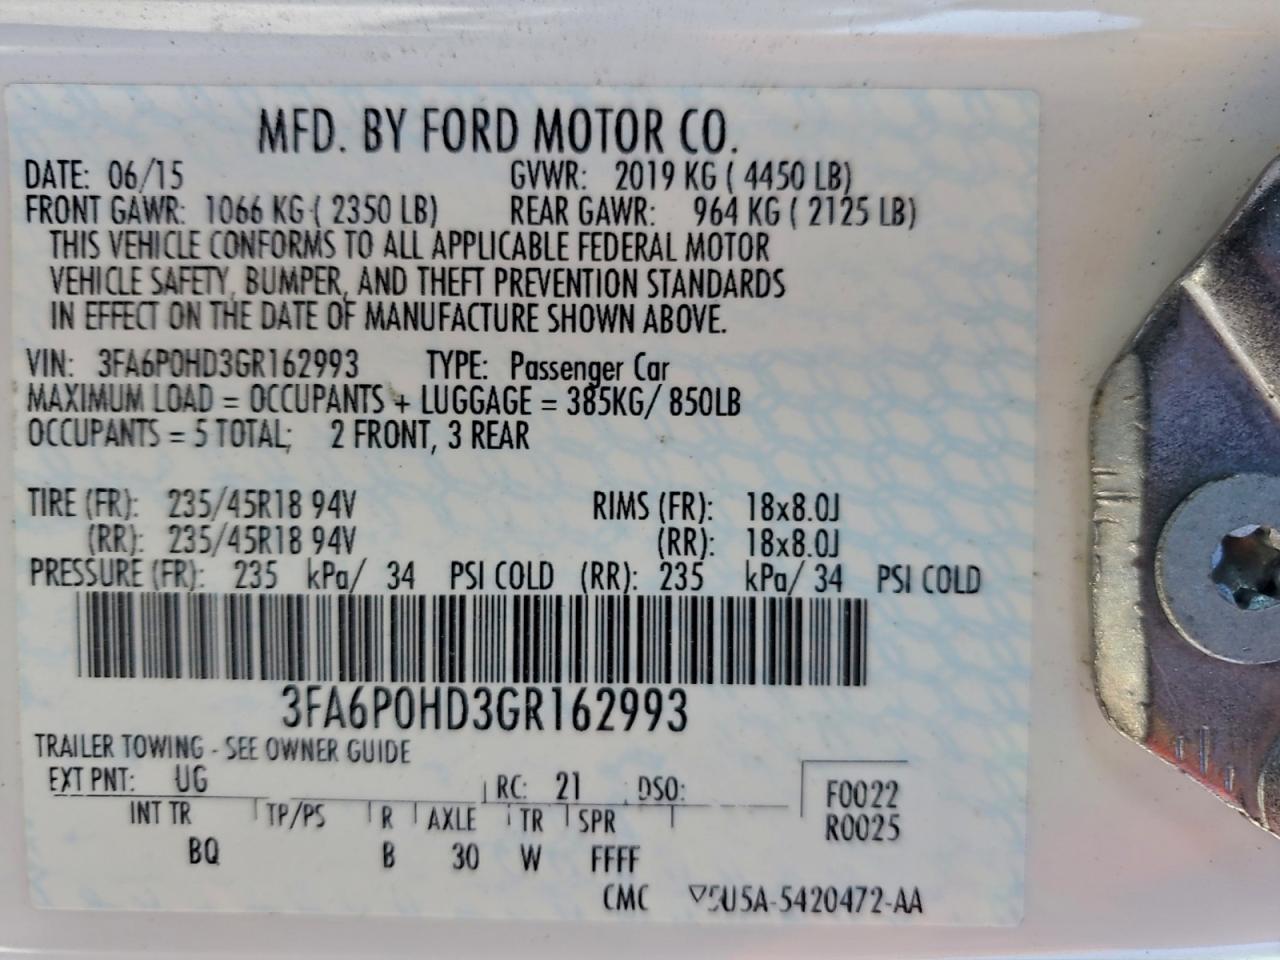 MFD. BY FORD MOTOR CO.
DATE: 06/15 GVWR: 2019 KG ( 4450 LB)
FRONT GAWR: 1066 KG ( 2350 LB) REAR GAWR: 964 KG ( 2125 LB)
THIS VEHICLE CONFORMS TO ALL APPLICABLE FEDERAL MOTOR
VEHICLE SAFETY, BUMPER, AND THEFT PREVENTION STANDARDS
IN EFFECT ON THE DATE OF MANUFACTURE SHOWN ABOVE.
VIN: 3FA6P0HD3GR162993 TYPE: Passenger Car
MAXIMUM LOAD = OCCUPANTS + LUGGAGE = 385KG/ 850LB
OCCUPANTS = 5 TOTAL; 2 FRONT, 3 REAR
TIRE (FR): 235/45R18 94V RIMS (FR): 18x8.0J
(RR): 235/45R18 94V (RR): 18x8.0J
PRESSURE (FR): 235 kPa/ 34 PSI COLD (RR): 235 kPa/ 34 PSI COLD
3FA6P0HD3GR162993
TRAILER TOWING - SEE OWNER GUIDE
EXT PNT: UG RC: 21 DSO: F0022
INT TR TP/PS R AXLE TR SPR R0025
BQ B 30 W FFFF
CMC